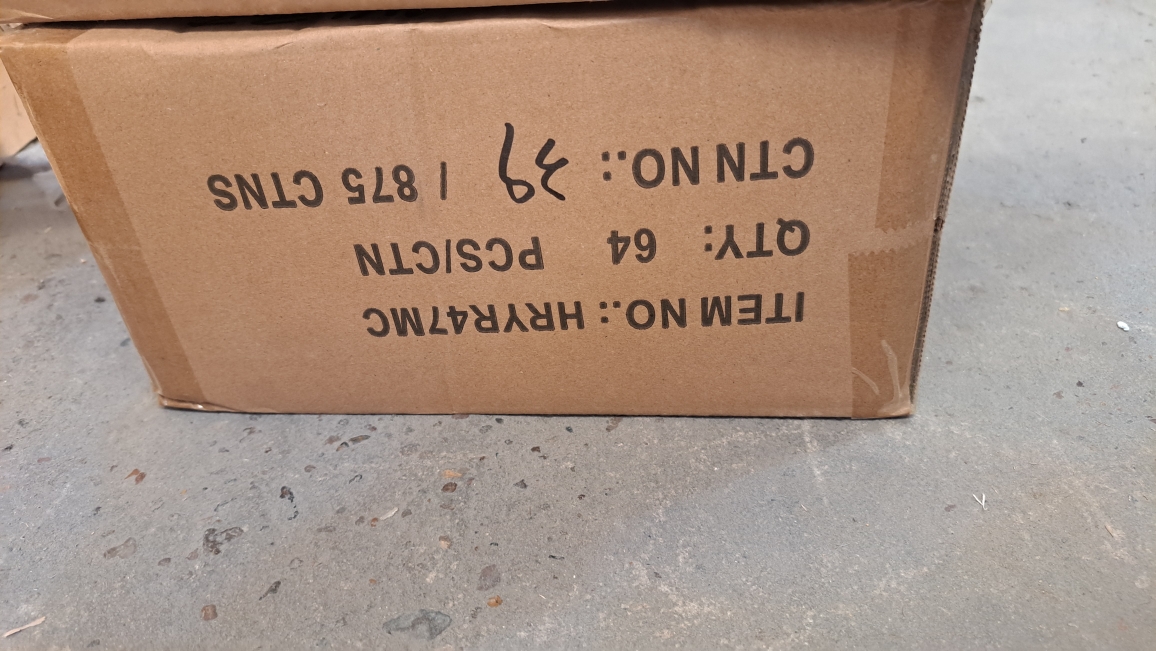 ITEM NO.: HRYR47MC
QTY: 64 PCS/CTN
CTN NO.: 39 / 875 CTNS